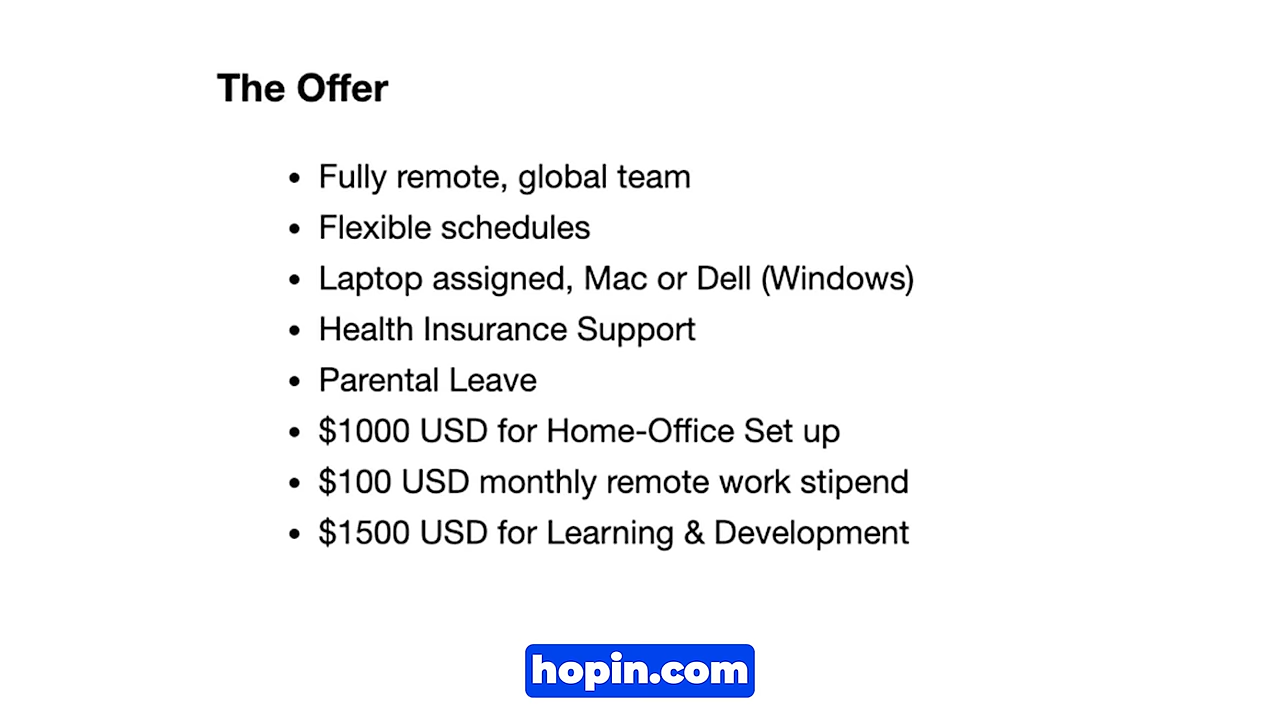 The Offer
• Fully remote, global team
• Flexible schedules
• Laptop assigned, Mac or Dell (Windows)
• Health Insurance Support
• Parental Leave
• $1000 USD for Home-Office Set up
• $100 USD monthly remote work stipend
• $1500 USD for Learning & Development
hopin.com